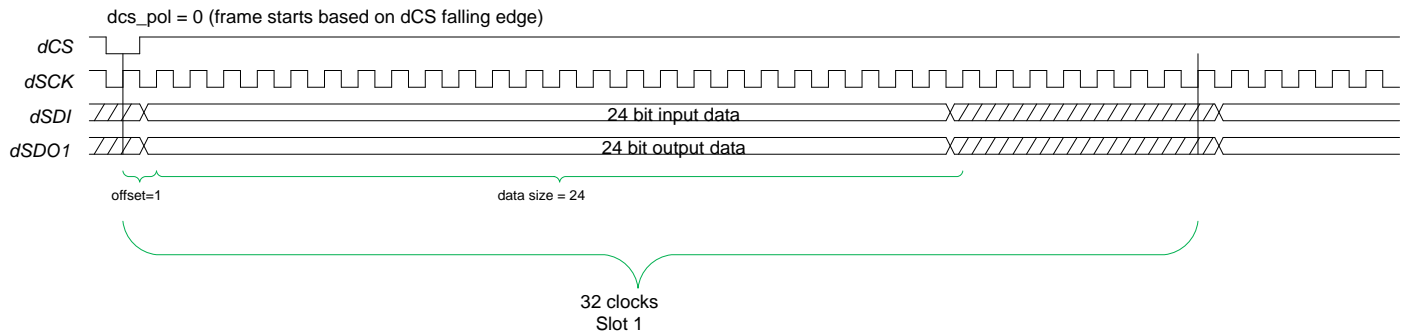 dcs_pol = 0 (frame starts based on dCS falling edge)
dCS
dSCK
dSDI
24 bit input data
dSDO1
24 bit output data
offset=1
data size = 24
32 clocks
Slot 1